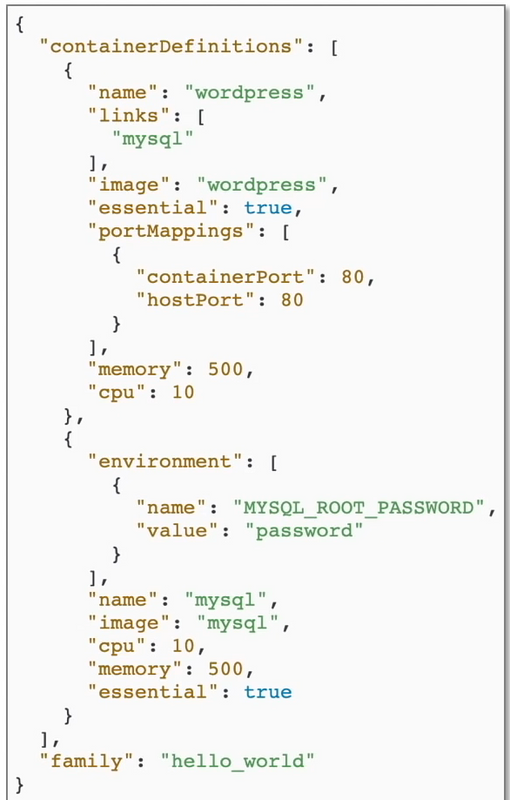 {
  "containerDefinitions": [
    {
      "name": "wordpress",
      "links": [
        "mysql"
      ],
      "image": "wordpress",
      "essential": true,
      "portMappings": [
        {
          "containerPort": 80,
          "hostPort": 80
        }
      ],
      "memory": 500,
      "cpu": 10
    },
    {
      "environment": [
        {
          "name": "MYSQL_ROOT_PASSWORD",
          "value": "password"
        }
      ],
      "name": "mysql",
      "image": "mysql",
      "cpu": 10,
      "memory": 500,
      "essential": true
    }
  ],
  "family": "hello_world"
}